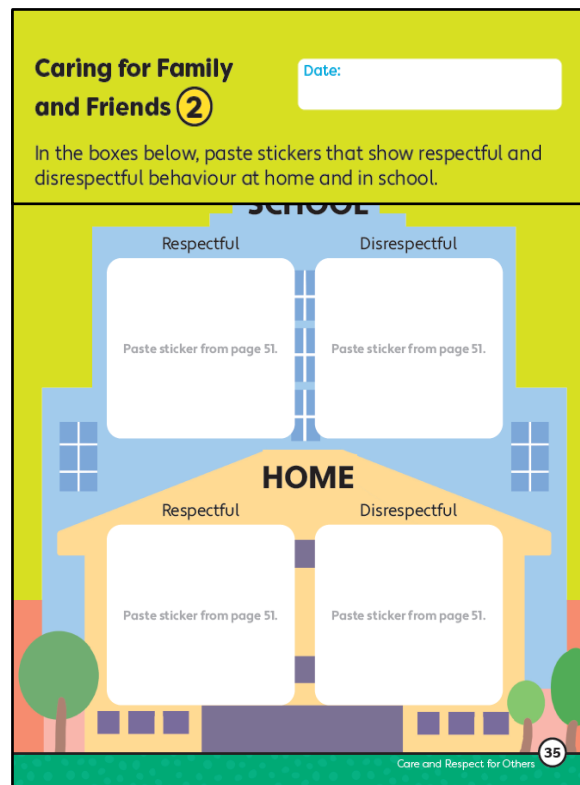 Caring for Family
and Friends 2
Date:
In the boxes below, paste stickers that show respectful and
disrespectful behaviour at home and in school.
SCHOOL
Respectful Disrespectful
Paste sticker from page 51. Paste sticker from page 51.
HOME
Respectful Disrespectful
Paste sticker from page 51. Paste sticker from page 51.
Care and Respect for Others 35